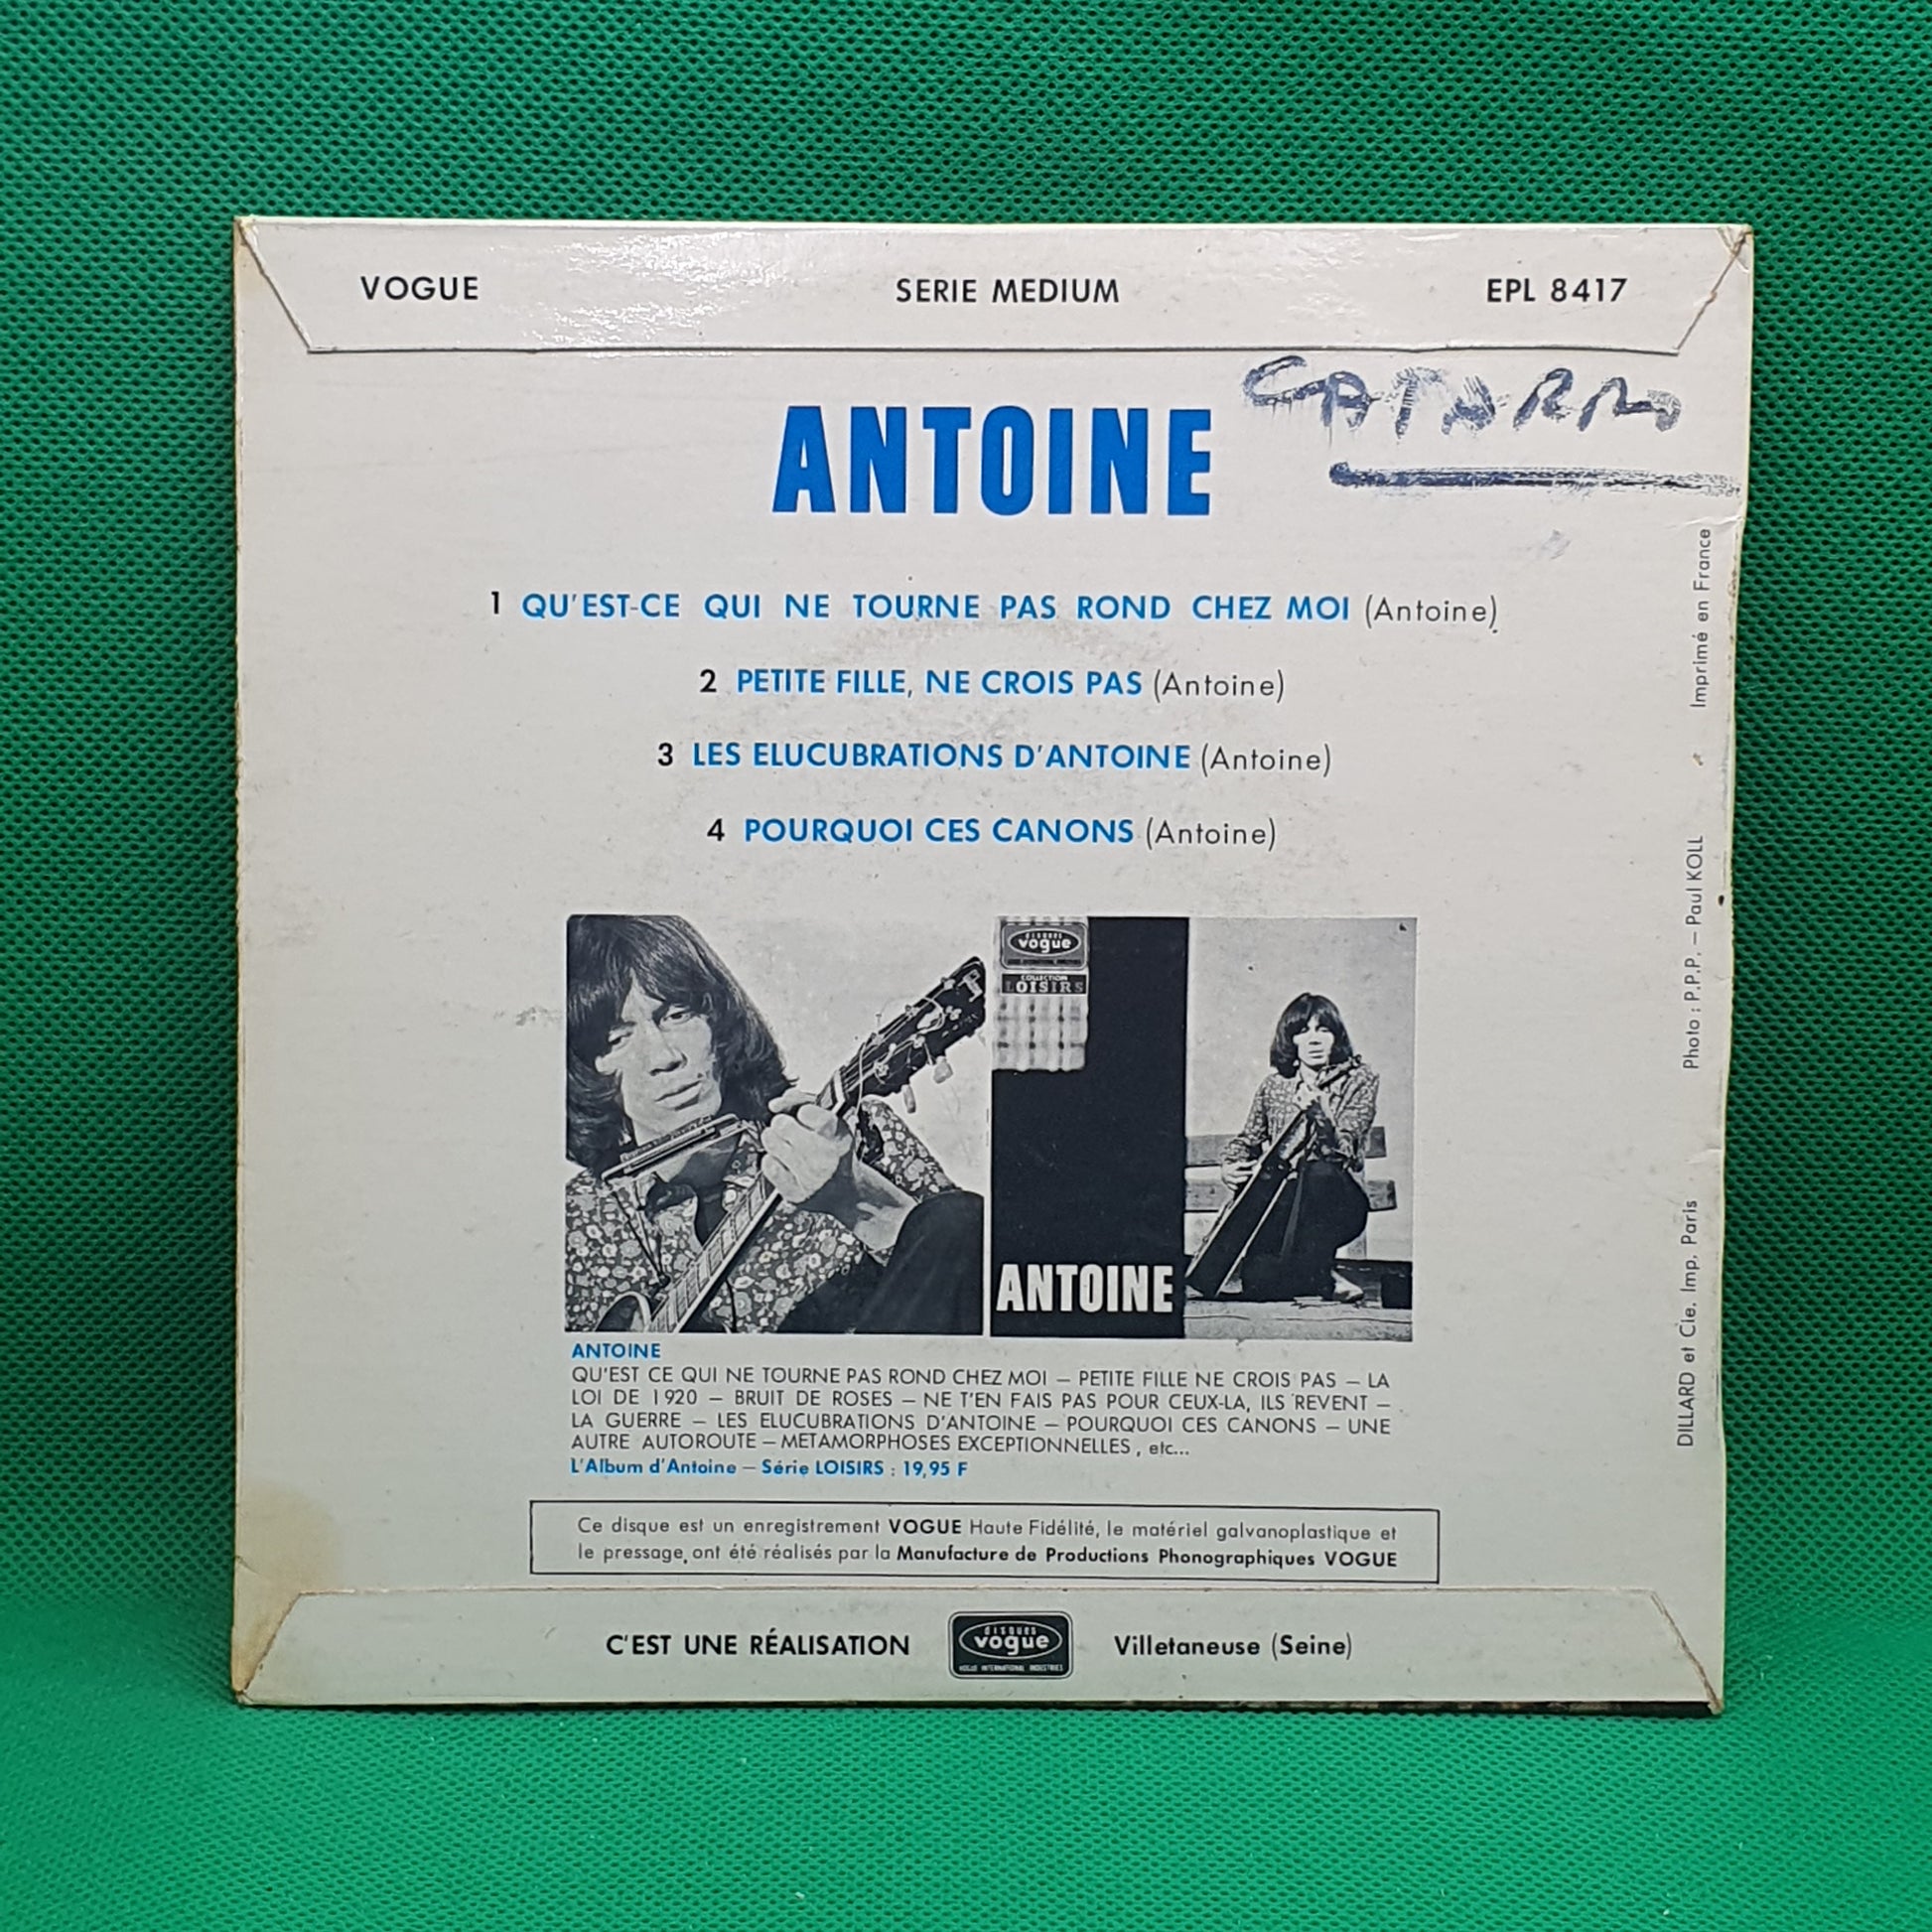 VOGUE SERIE MEDIUM EPL 8417
ANTOINE
1 QU'EST-CE QUI NE TOURNE PAS ROND CHEZ MOI (Antoine)
2 PETITE FILLE, NE CROIS PAS (Antoine)
3 LES ELUCUBRATIONS D'ANTOINE (Antoine)
4 POURQUOI CES CANONS (Antoine)
Imprimé en France
Photo : P.P.P. – Paul KOLL
DILLARD et Cie. Imp. Paris
DISQUES
vogue
COLLECTION
LOISIRS
ANTOINE
ANTOINE
QU'EST CE QUI NE TOURNE PAS ROND CHEZ MOI – PETITE FILLE NE CROIS PAS – LA
LOI DE 1920 – BRUIT DE ROSES – NE T'EN FAIS PAS POUR CEUX-LA, ILS REVENT –
LA GUERRE – LES ELUCUBRATIONS D'ANTOINE – POURQUOI CES CANONS – UNE
AUTRE AUTOROUTE – METAMORPHOSES EXCEPTIONNELLES, etc...
L'Album d'Antoine – Série LOISIRS : 19,95 F
Ce disque est un enregistrement VOGUE Haute Fidélité, le matériel galvanoplastique et
le pressage ont été réalisés par la Manufacture de Productions Phonographiques VOGUE
C'EST UNE RÉALISATION
DISQUES
vogue
VOGUE INTERNATIONAL INDUSTRIES
Villetaneuse (Seine)